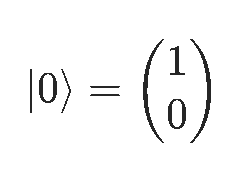 |0⟩ = (1
0)